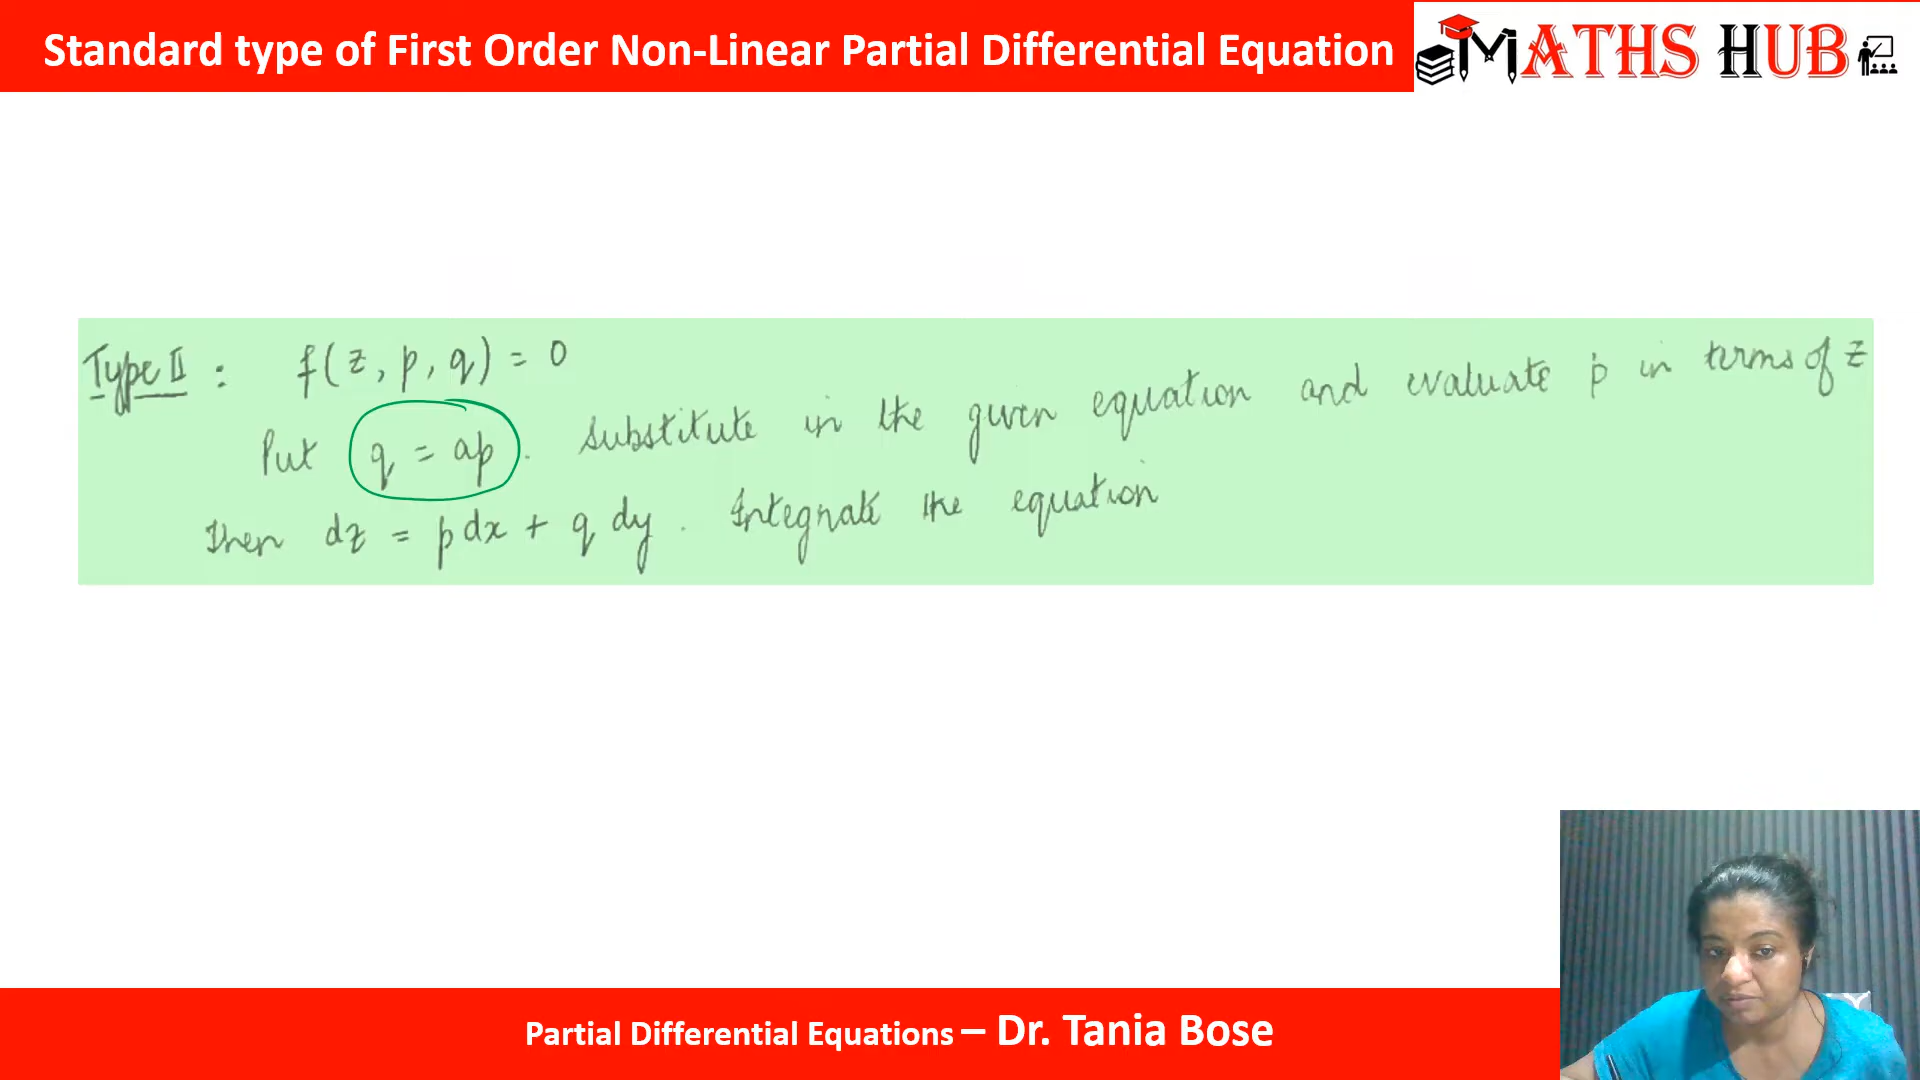 Standard type of First Order Non-Linear Partial Differential Equation
MATHS HUB
Type II : f(z, p, q) = 0
Put q = ap. Substitute in the given equation and evaluate p in terms of z
Then dz = p dx + q dy. Integrate the equation
Partial Differential Equations – Dr. Tania Bose